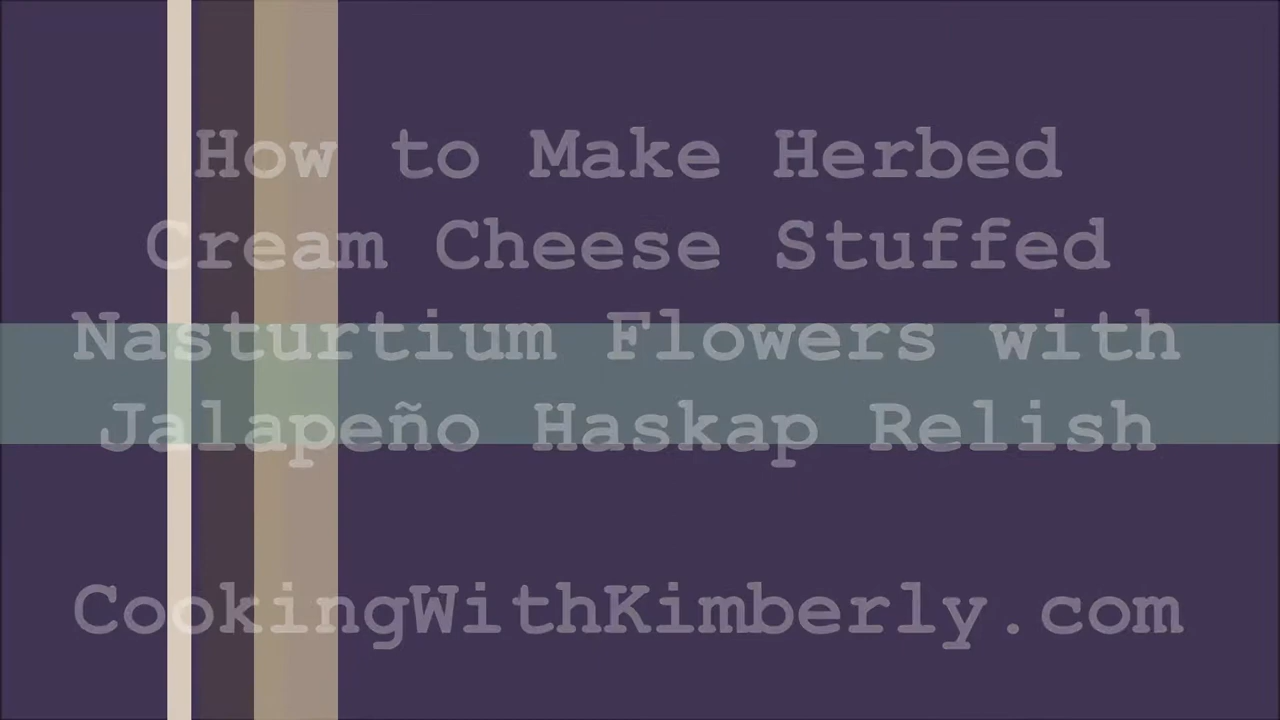 How to Make Herbed
Cream Cheese Stuffed
Nasturtium Flowers with
Jalapeño Haskap Relish
CookingWithKimberly.com